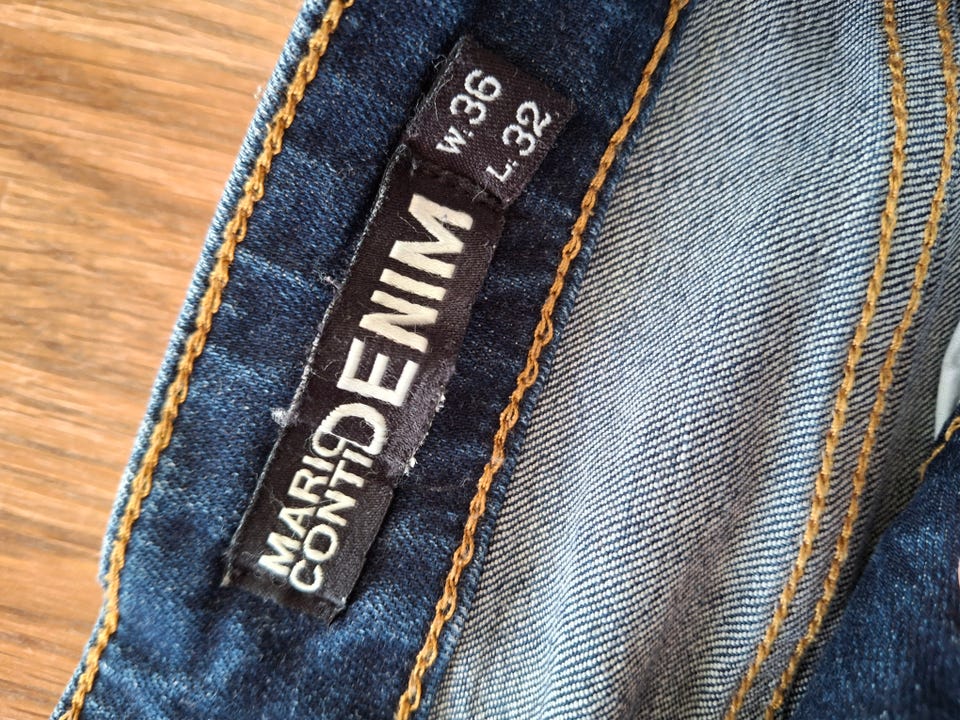 W. 36
L. 32
MARIO
CONTI
DENIM